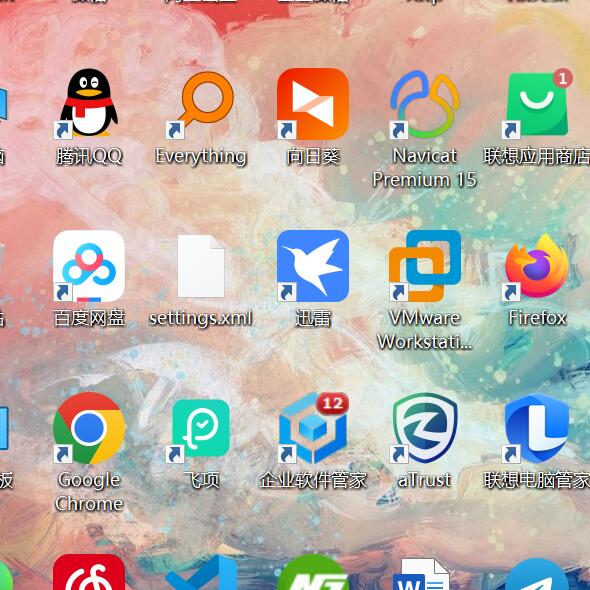 腾讯QQ
Everything
向日葵
Navicat
Premium 15
1
联想应用商店
百度网盘
settings.xml
迅雷
VMware
Workstati...
Firefox
Google
Chrome
飞项
12
企业软件管家
aTrust
联想电脑管家
板
W